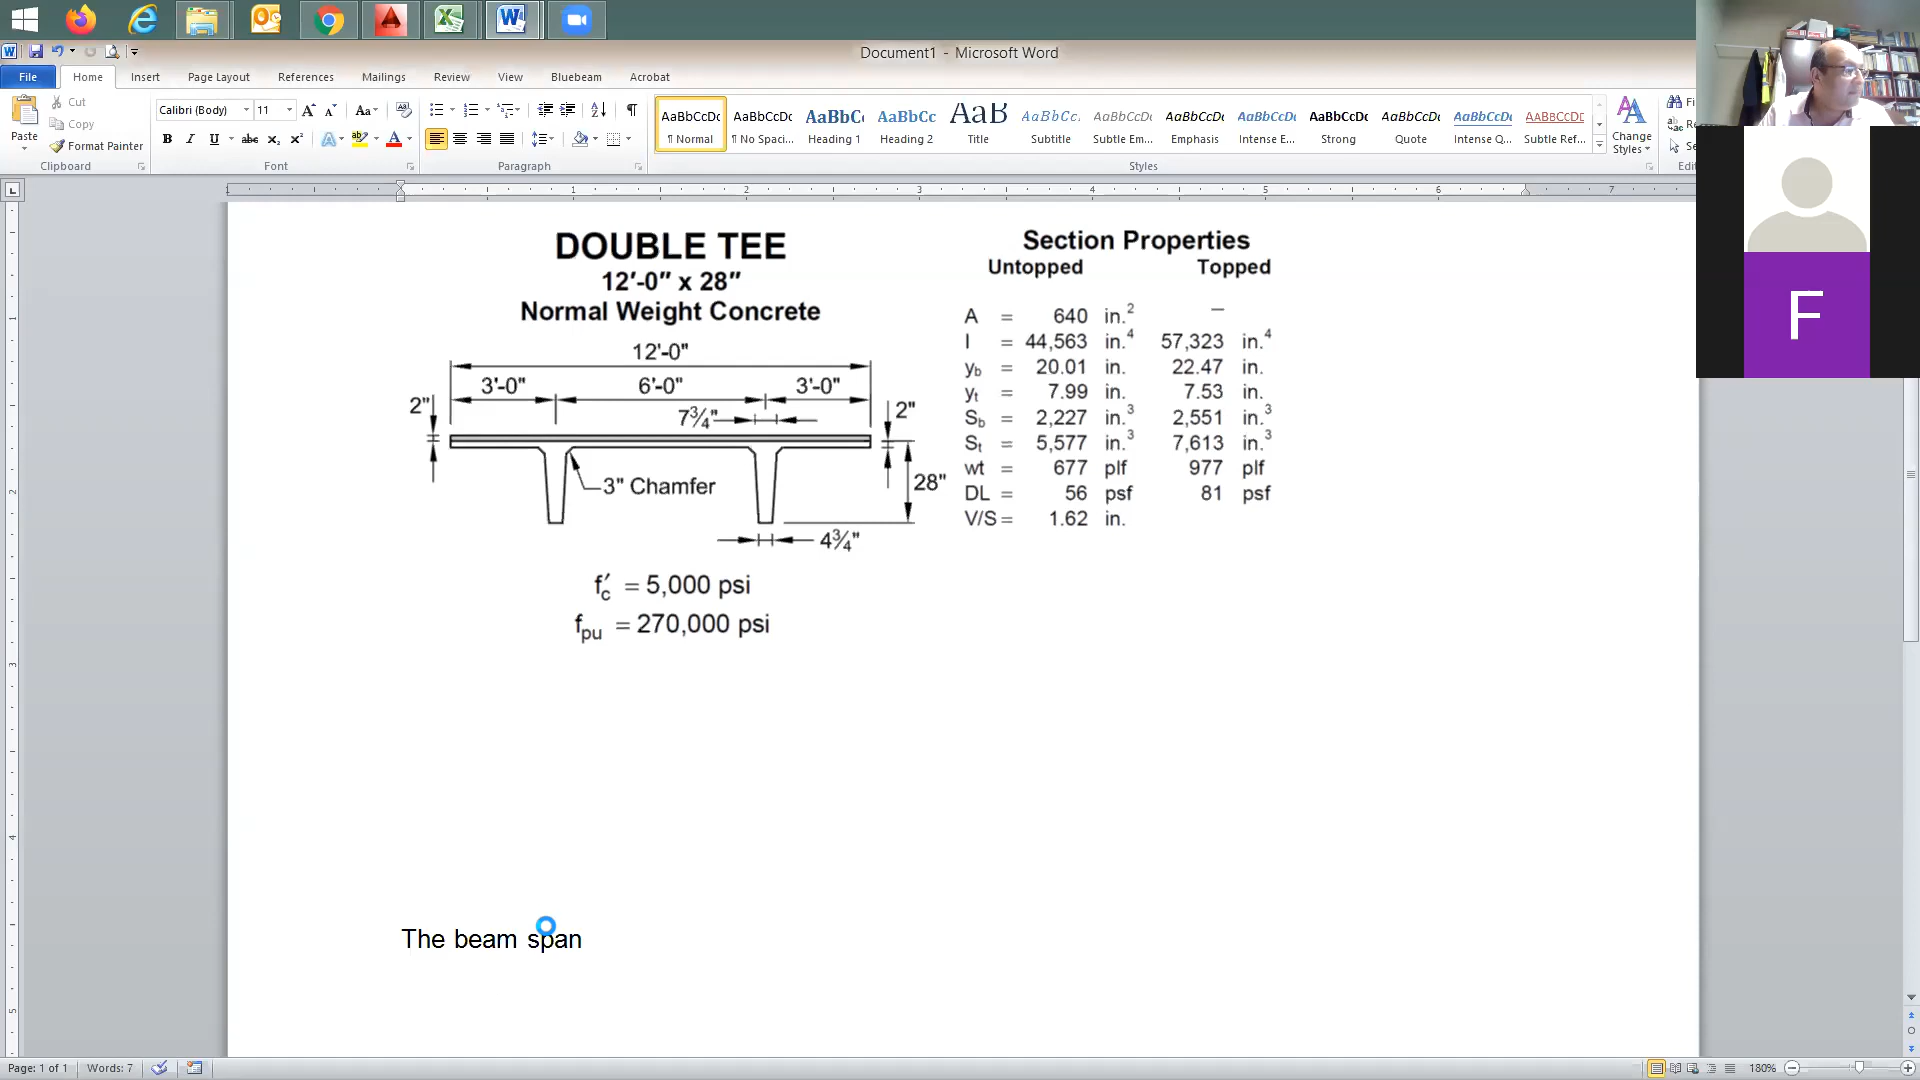 Document1 - Microsoft Word
File Home Insert Page Layout References Mailings Review View Bluebeam Acrobat
Cut
Copy
Format Painter
Paste
Clipboard
Calibri (Body) 11
Font
Paragraph
AaBbCcDc AaBbCcDc AaBbC AaBbCc AaB AaBbCc. AaBbCcDc AaBbCcDc AaBbCcDc AaBbCcDc AaBbCcDc AaBbCcDc AABBCCDC
¶ Normal ¶ No Spaci... Heading 1 Heading 2 Title Subtitle Subtle Em... Emphasis Intense E... Strong Quote Intense Q... Subtle Ref...
Styles
Change
Styles
DOUBLE TEE
12'-0" x 28"
Normal Weight Concrete
12'-0"
3'-0" 6'-0" 3'-0"
2" 7¾" 2"
3" Chamfer
28"
4¾"
f′c = 5,000 psi
fpu = 270,000 psi
Section Properties
Untopped Topped
A = 640 in.² —
I = 44,563 in.⁴ 57,323 in.⁴
yb = 20.01 in. 22.47 in.
yt = 7.99 in. 7.53 in.
Sb = 2,227 in.³ 2,551 in.³
St = 5,577 in.³ 7,613 in.³
wt = 677 plf 977 plf
DL = 56 psf 81 psf
V/S = 1.62 in.
The beam span
F
Page: 1 of 1 Words: 7 180%